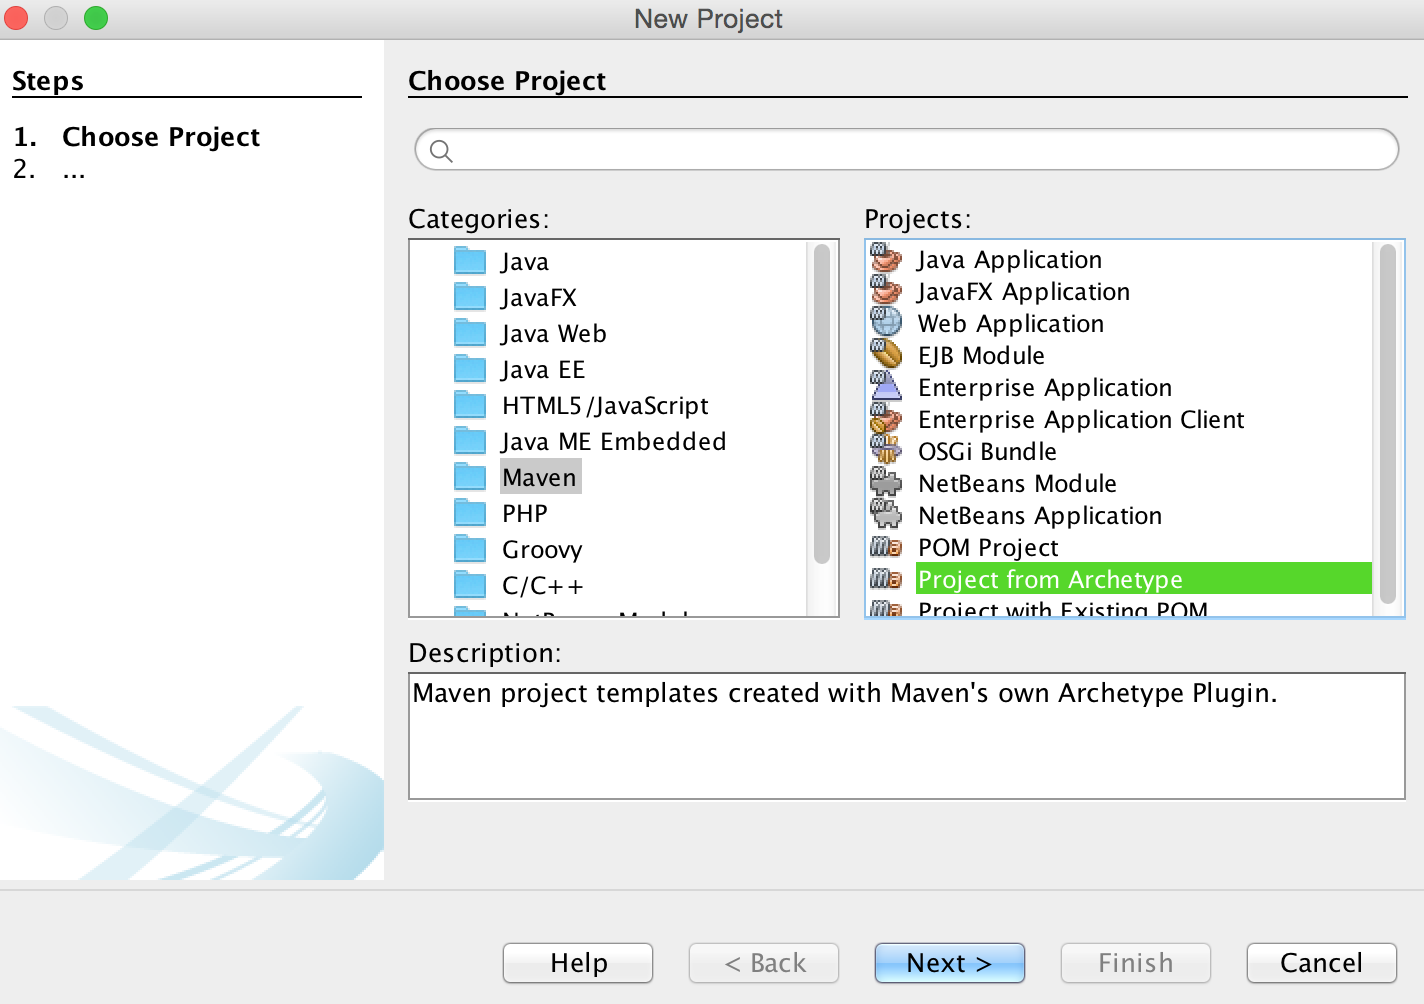 New Project
Steps
1. Choose Project
2. ...
Choose Project
Categories:
Java
JavaFX
Java Web
Java EE
HTML5/JavaScript
Java ME Embedded
Maven
PHP
Groovy
C/C++
Projects:
Java Application
JavaFX Application
Web Application
EJB Module
Enterprise Application
Enterprise Application Client
OSGi Bundle
NetBeans Module
NetBeans Application
POM Project
Project from Archetype
Project with Existing POM
Description:
Maven project templates created with Maven's own Archetype Plugin.
Help
< Back
Next >
Finish
Cancel